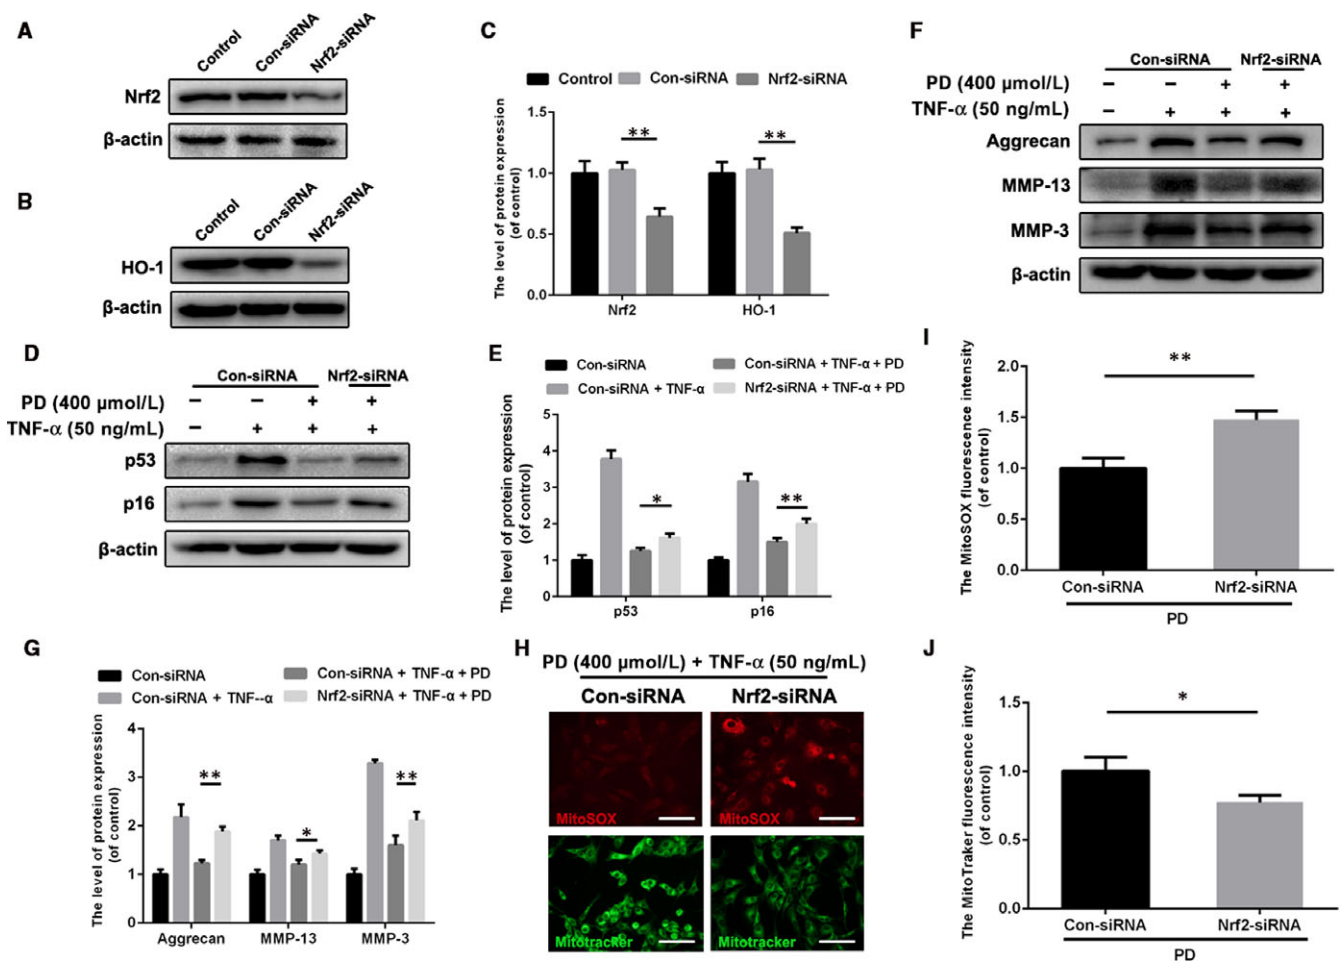 A
Control
Con-siRNA
Nrf2-siRNA
Nrf2
β-actin
B
Control
Con-siRNA
Nrf2-siRNA
HO-1
β-actin
C
Control Con-siRNA Nrf2-siRNA
The level of protein expression
(of control)
1.5
1.0
0.5
0.0
** **
Nrf2 HO-1
F
Con-siRNA Nrf2-siRNA
PD (400 μmol/L) − − + +
TNF-α (50 ng/mL) − + + +
Aggrecan
MMP-13
MMP-3
β-actin
D
Con-siRNA Nrf2-siRNA
PD (400 μmol/L) − − + +
TNF-α (50 ng/mL) − + + +
p53
p16
β-actin
E
Con-siRNA Con-siRNA + TNF-α + PD
Con-siRNA + TNF-α Nrf2-siRNA + TNF-α + PD
The level of protein expression
(of control)
5
4
3
2
1
0
* **
p53 p16
I
The MitoSOX fluorescence intensity
(of control)
2.0
1.5
1.0
0.5
0.0
**
Con-siRNA Nrf2-siRNA
PD
G
Con-siRNA Con-siRNA + TNF-α + PD
Con-siRNA + TNF--α Nrf2-siRNA + TNF-α + PD
The level of protein expression
(of control)
4
3
2
1
0
** * **
Aggrecan MMP-13 MMP-3
H
PD (400 μmol/L) + TNF-α (50 ng/mL)
Con-siRNA Nrf2-siRNA
MitoSOX MitoSOX
Mitotracker Mitotracker
J
The MitoTraker fluorescence intensity
(of control)
1.5
1.0
0.5
0.0
*
Con-siRNA Nrf2-siRNA
PD